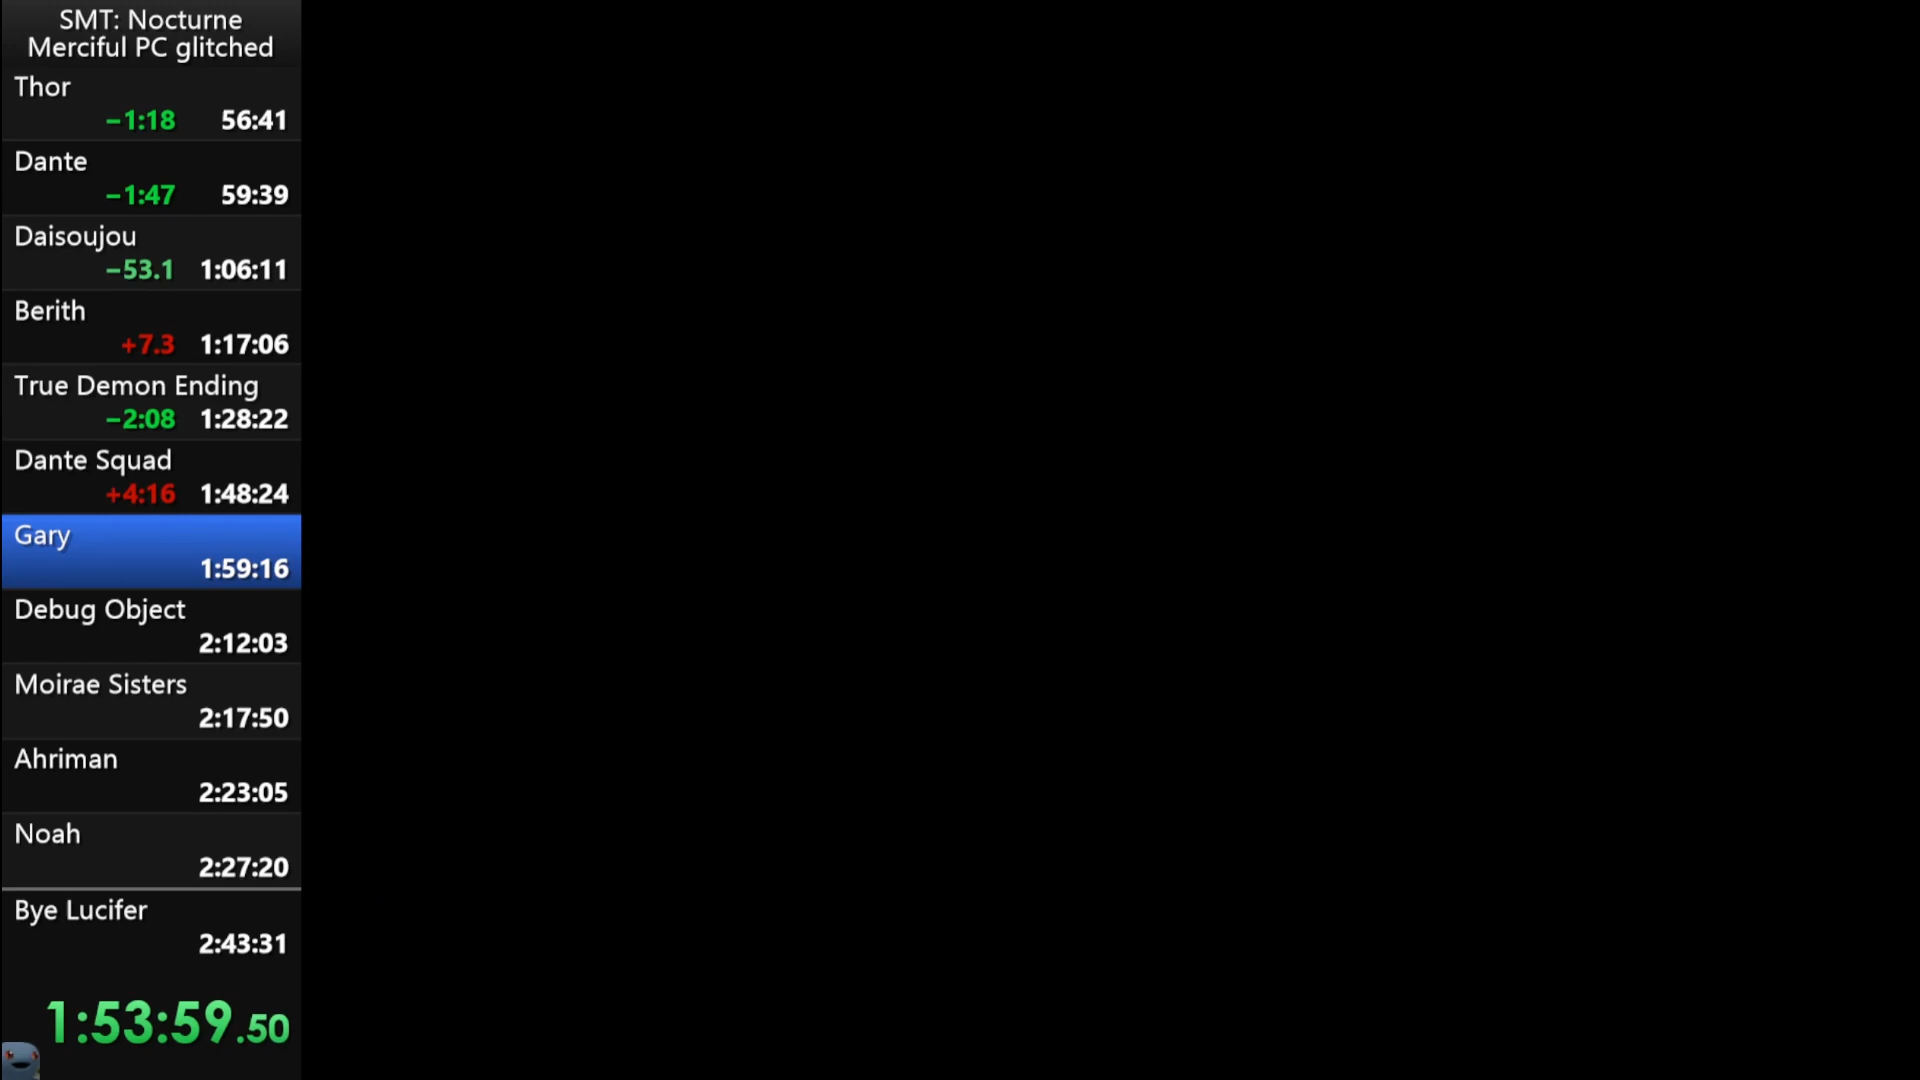 SMT: Nocturne
Merciful PC glitched
Thor
−1:18 56:41
Dante
−1:47 59:39
Daisoujou
−53.1 1:06:11
Berith
+7.3 1:17:06
True Demon Ending
−2:08 1:28:22
Dante Squad
+4:16 1:48:24
Gary
1:59:16
Debug Object
2:12:03
Moirae Sisters
2:17:50
Ahriman
2:23:05
Noah
2:27:20
Bye Lucifer
2:43:31
1:53:59.50